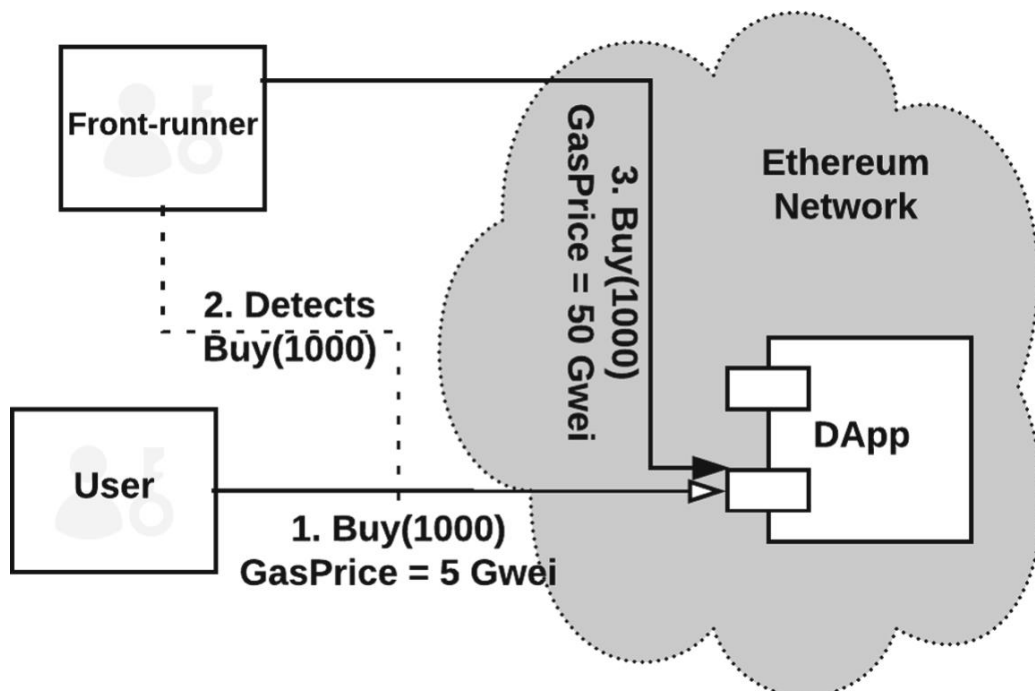 Front-runner
Ethereum
Network
3. Buy(1000)
GasPrice = 50 Gwei
2. Detects
Buy(1000)
DApp
User
1. Buy(1000)
GasPrice = 5 Gwei